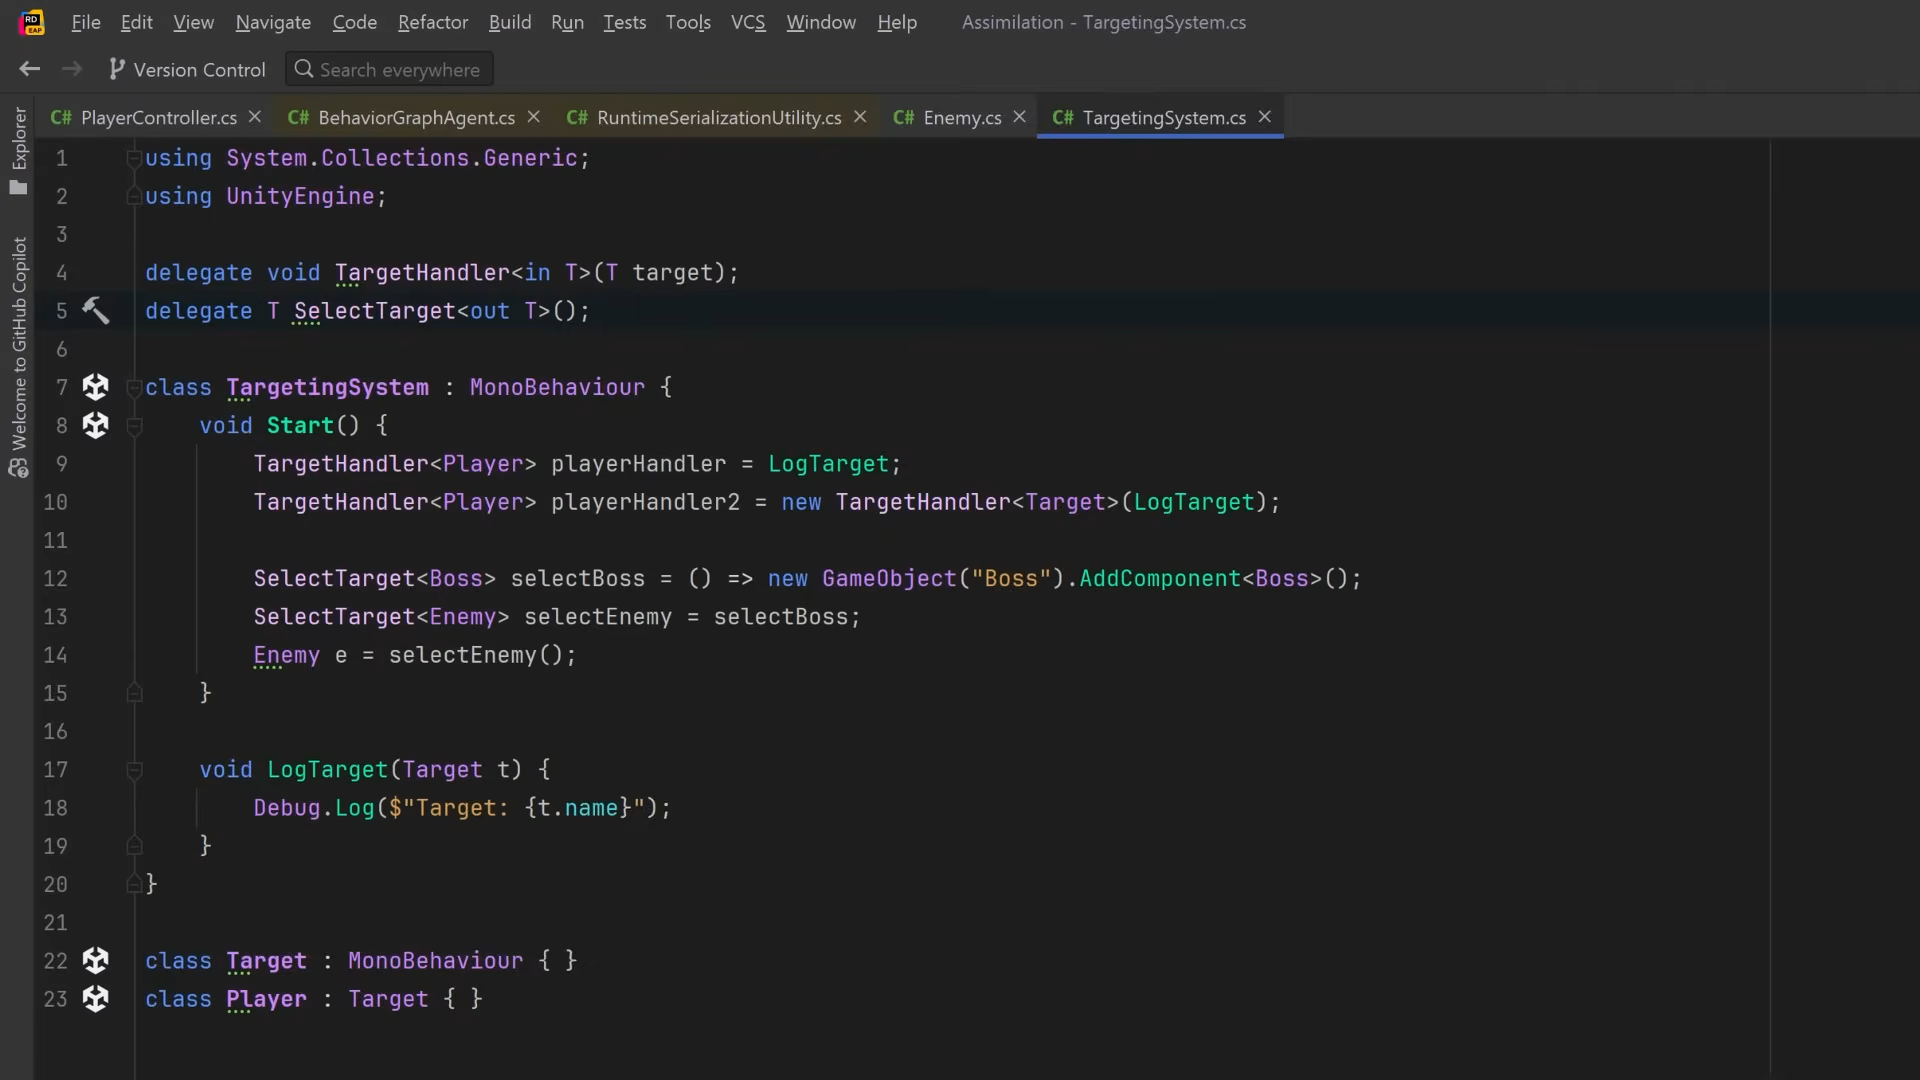 RD
EAP
File Edit View Navigate Code Refactor Build Run Tests Tools VCS Window Help Assimilation - TargetingSystem.cs
Version Control Search everywhere
C# PlayerController.cs C# BehaviorGraphAgent.cs C# RuntimeSerializationUtility.cs C# Enemy.cs C# TargetingSystem.cs
Explorer
Welcome to GitHub Copilot
1 using System.Collections.Generic;
2 using UnityEngine;
3
4 delegate void TargetHandler<in T>(T target);
5 delegate T SelectTarget<out T>();
6
7 class TargetingSystem : MonoBehaviour {
8 void Start() {
9 TargetHandler<Player> playerHandler = LogTarget;
10 TargetHandler<Player> playerHandler2 = new TargetHandler<Target>(LogTarget);
11
12 SelectTarget<Boss> selectBoss = () => new GameObject("Boss").AddComponent<Boss>();
13 SelectTarget<Enemy> selectEnemy = selectBoss;
14 Enemy e = selectEnemy();
15 }
16
17 void LogTarget(Target t) {
18 Debug.Log($"Target: {t.name}");
19 }
20 }
21
22 class Target : MonoBehaviour { }
23 class Player : Target { }